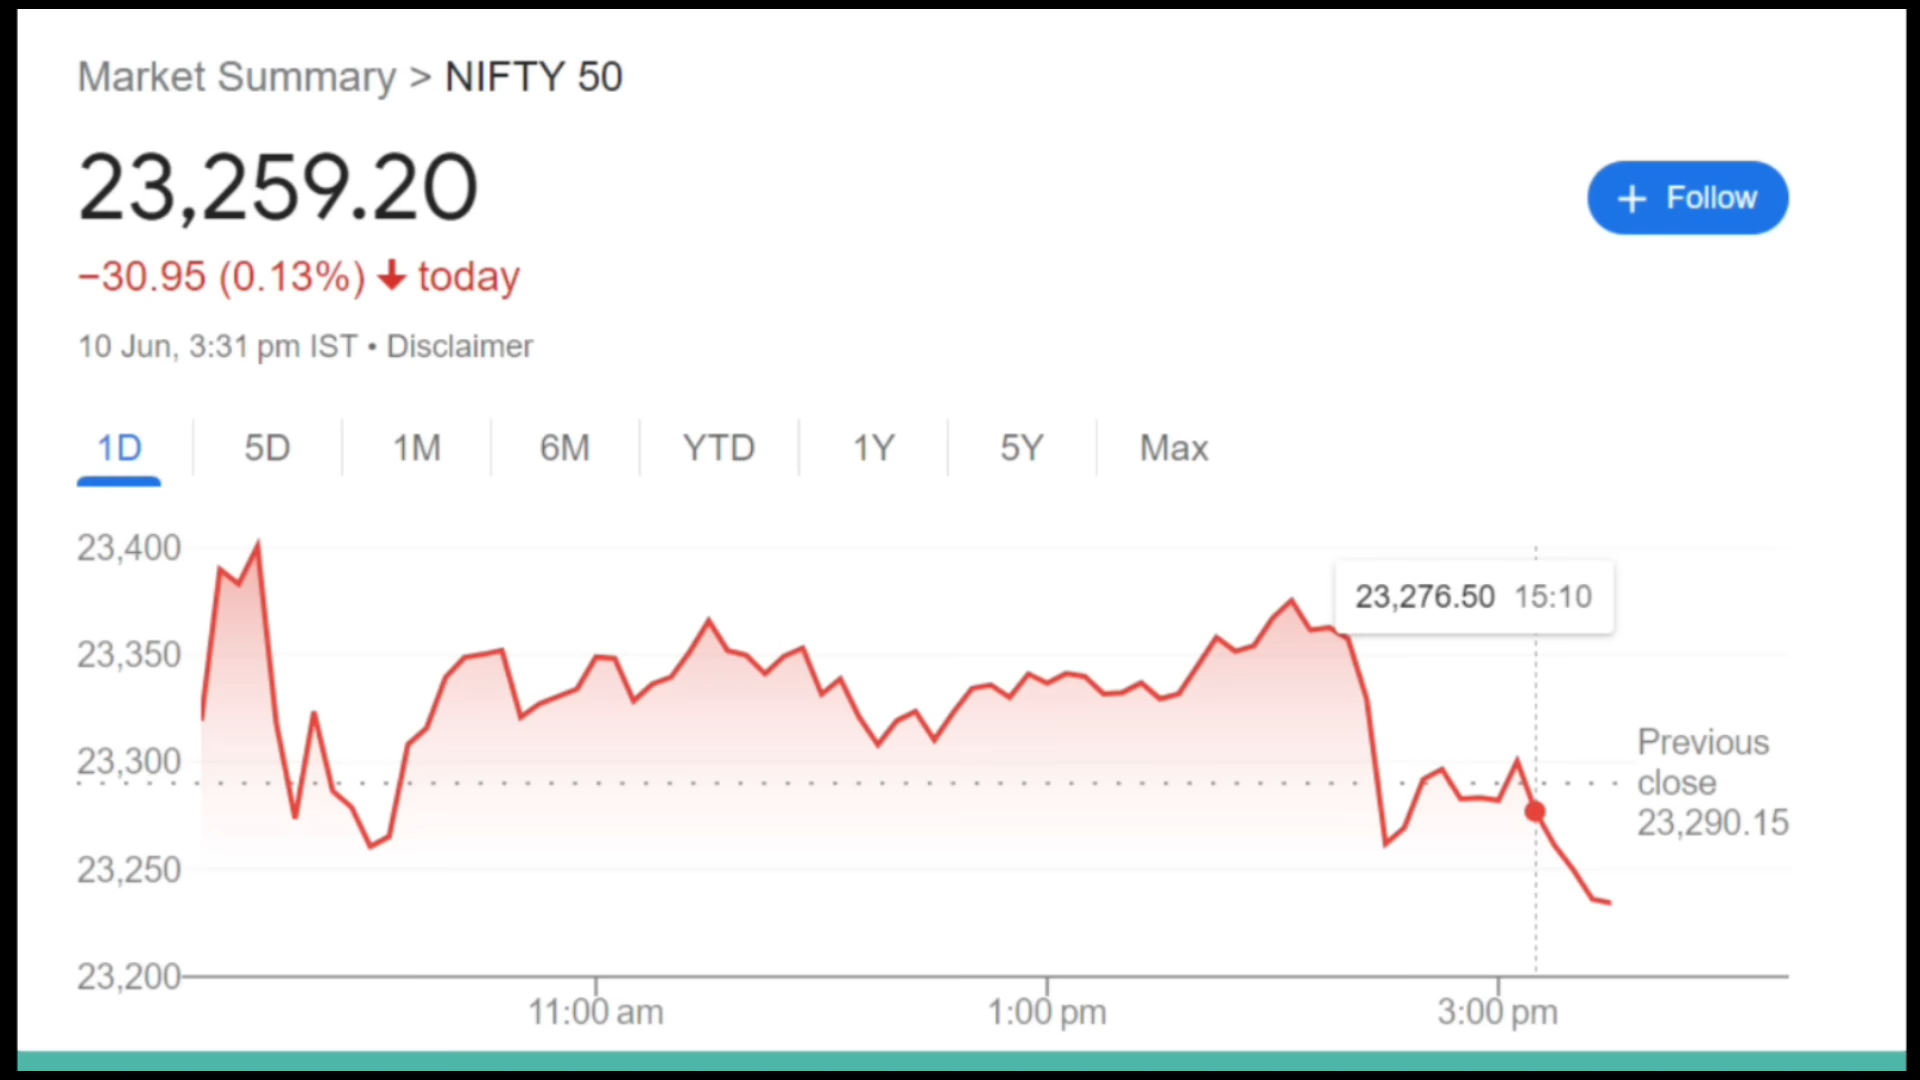 Market Summary > NIFTY 50
23,259.20
+ Follow
−30.95 (0.13%) ↓ today
10 Jun, 3:31 pm IST • Disclaimer
1D 5D 1M 6M YTD 1Y 5Y Max
23,400
23,276.50 15:10
23,350
23,300
Previous
close
23,290.15
23,250
23,200
11:00 am 1:00 pm 3:00 pm